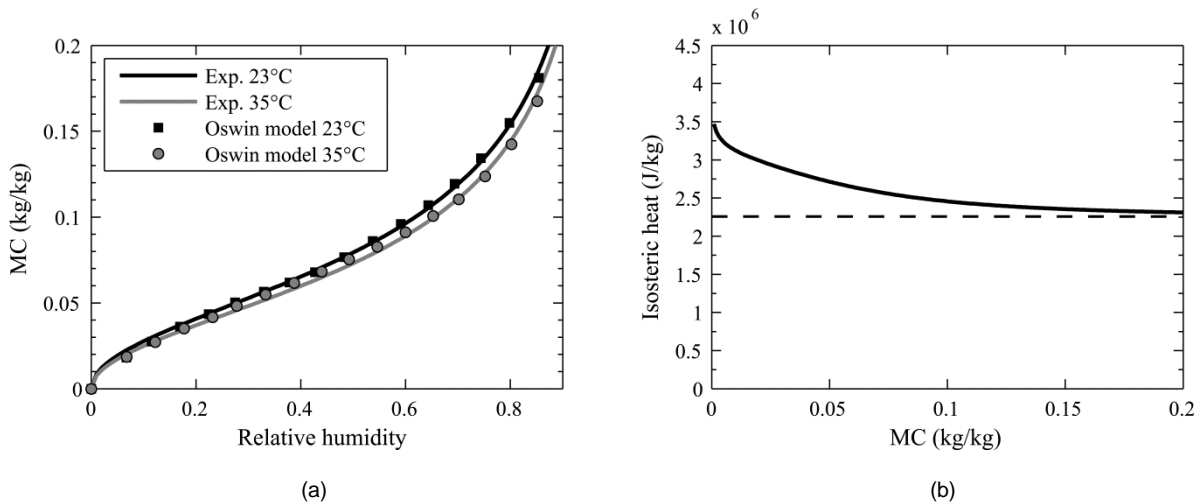 0.2
0.15
0.1
0.05
0
MC (kg/kg)
Exp. 23°C
Exp. 35°C
Oswin model 23°C
Oswin model 35°C
0 0.2 0.4 0.6 0.8
Relative humidity
(a)
x 10⁶
4.5
4
3.5
3
2.5
2
1.5
1
0.5
0
Isosteric heat (J/kg)
0 0.05 0.1 0.15 0.2
MC (kg/kg)
(b)